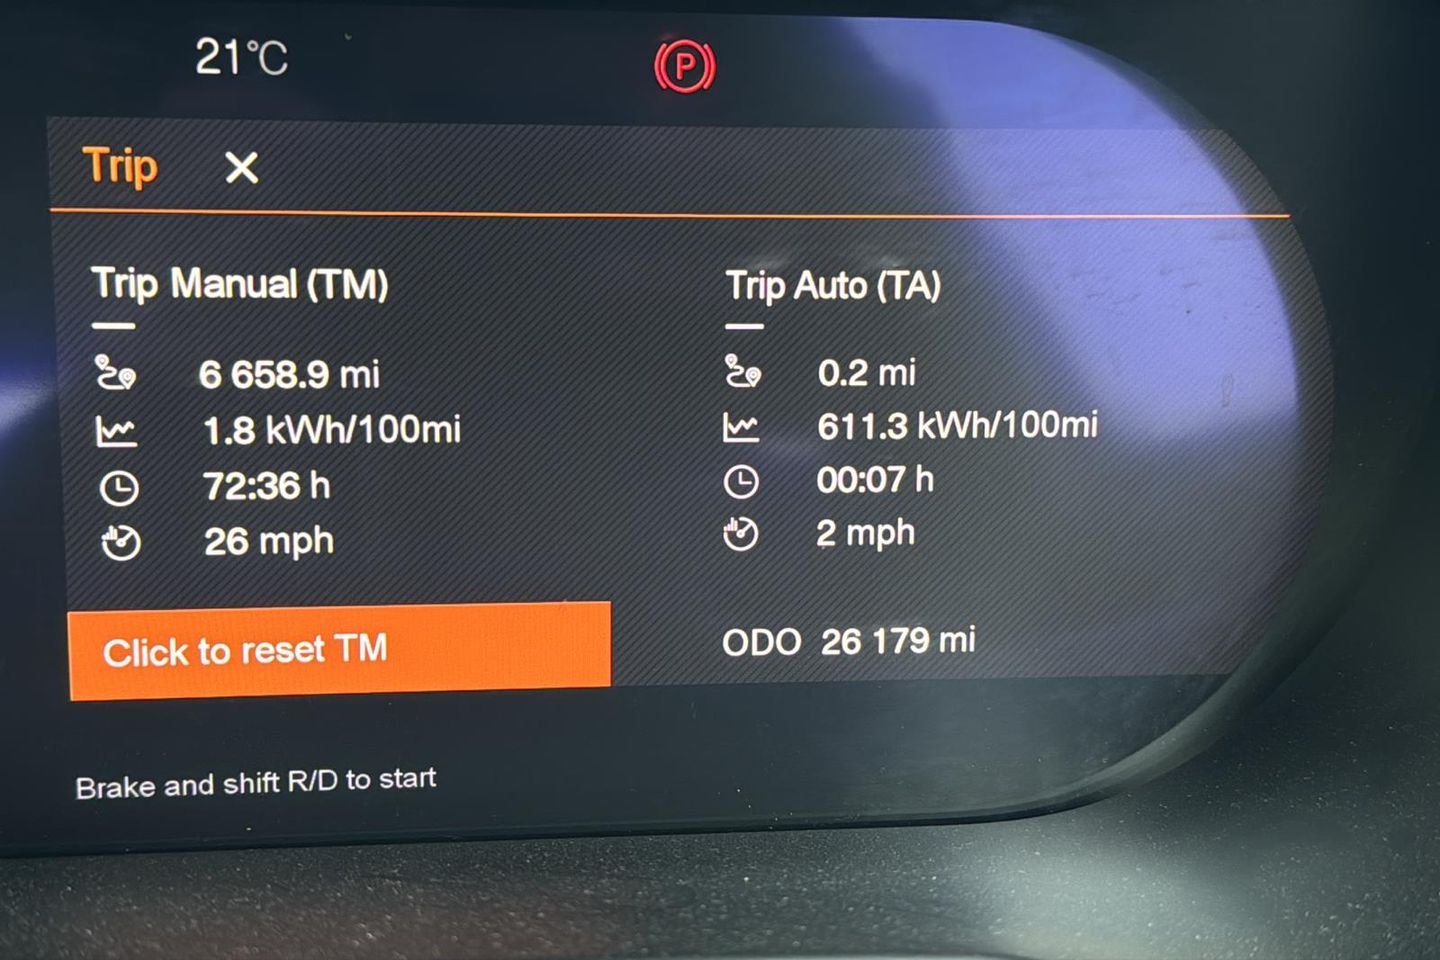 21°C
P
Trip X
Trip Manual (TM)
6 658.9 mi
1.8 kWh/100mi
72:36 h
26 mph
Click to reset TM
Trip Auto (TA)
0.2 mi
611.3 kWh/100mi
00:07 h
2 mph
ODO 26 179 mi
Brake and shift R/D to start